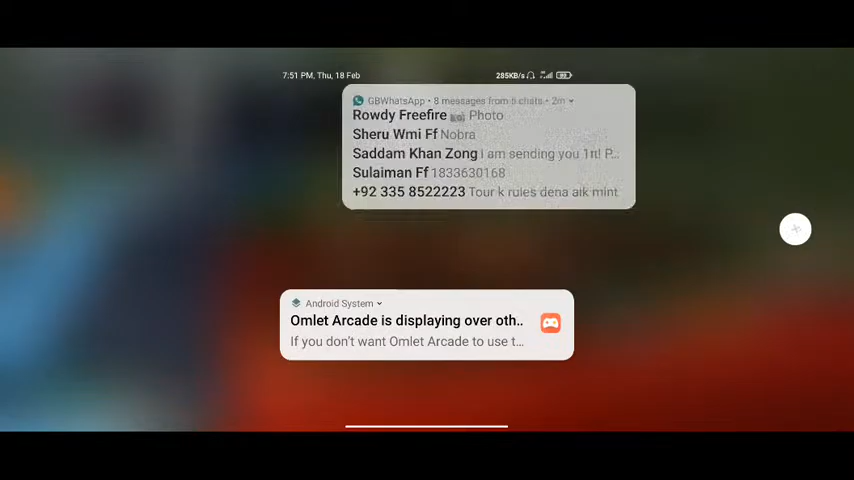 7:51 PM, Thu, 18 Feb 285KB/s
GBWhatsApp • 8 messages from 5 chats • 2m
Rowdy Freefire Photo
Sheru Wmi Ff Nobra
Saddam Khan Zong I am sending you 1 P...
Sulaiman Ff 1833630168
+92 335 8522223 Tour k rules dena aik mint
Android System
Omlet Arcade is displaying over oth..
If you don't want Omlet Arcade to use t...